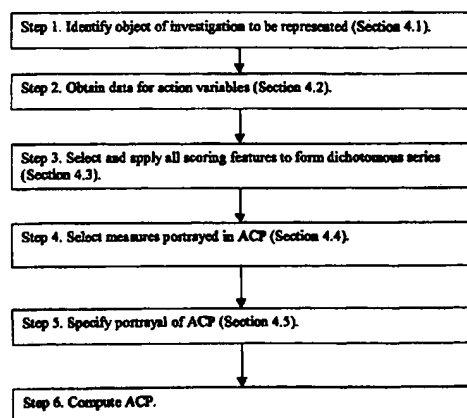 Step 1. Identify object of investigation to be represented (Section 4.1).
Step 2. Obtain data for action variables (Section 4.2).
Step 3. Select and apply all scoring features to form dichotomous series
(Section 4.3).
Step 4. Select measures portrayed in ACP (Section 4.4).
Step 5. Specify portrayal of ACP (Section 4.5).
Step 6. Compute ACP.